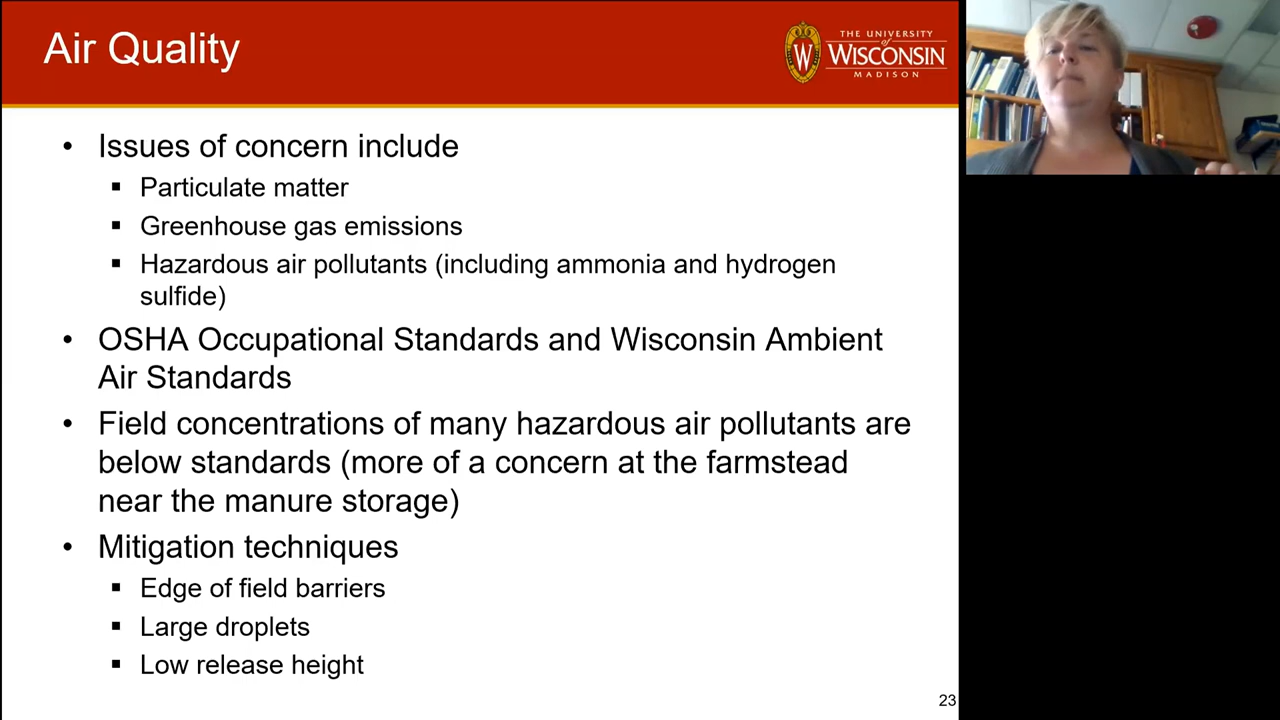 Air Quality
THE UNIVERSITY
of
WISCONSIN
MADISON
W
• Issues of concern include
▪ Particulate matter
▪ Greenhouse gas emissions
▪ Hazardous air pollutants (including ammonia and hydrogen
sulfide)
• OSHA Occupational Standards and Wisconsin Ambient
Air Standards
• Field concentrations of many hazardous air pollutants are
below standards (more of a concern at the farmstead
near the manure storage)
• Mitigation techniques
▪ Edge of field barriers
▪ Large droplets
▪ Low release height
23